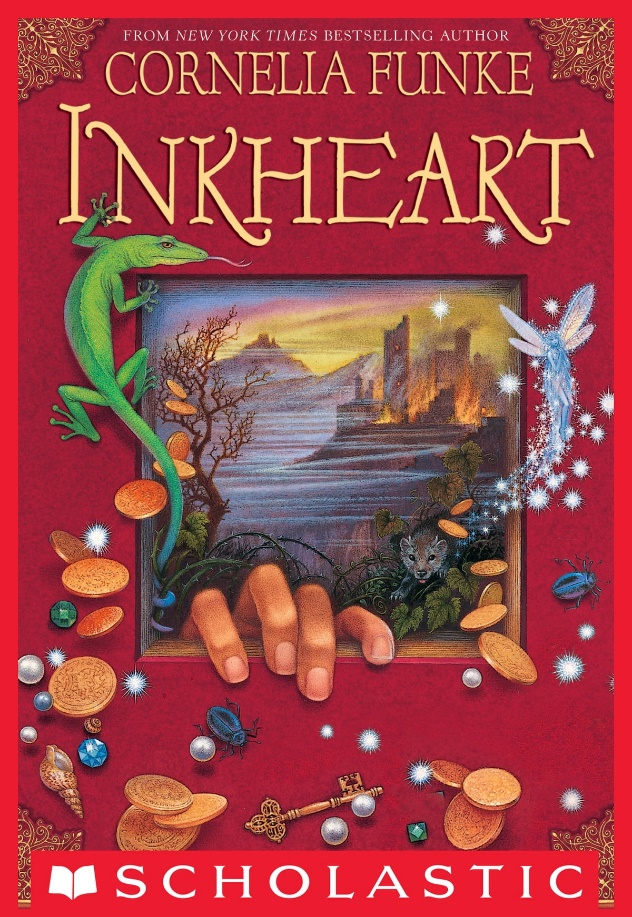 FROM NEW YORK TIMES BESTSELLING AUTHOR
CORNELIA FUNKE
INKHEART
SCHOLASTIC